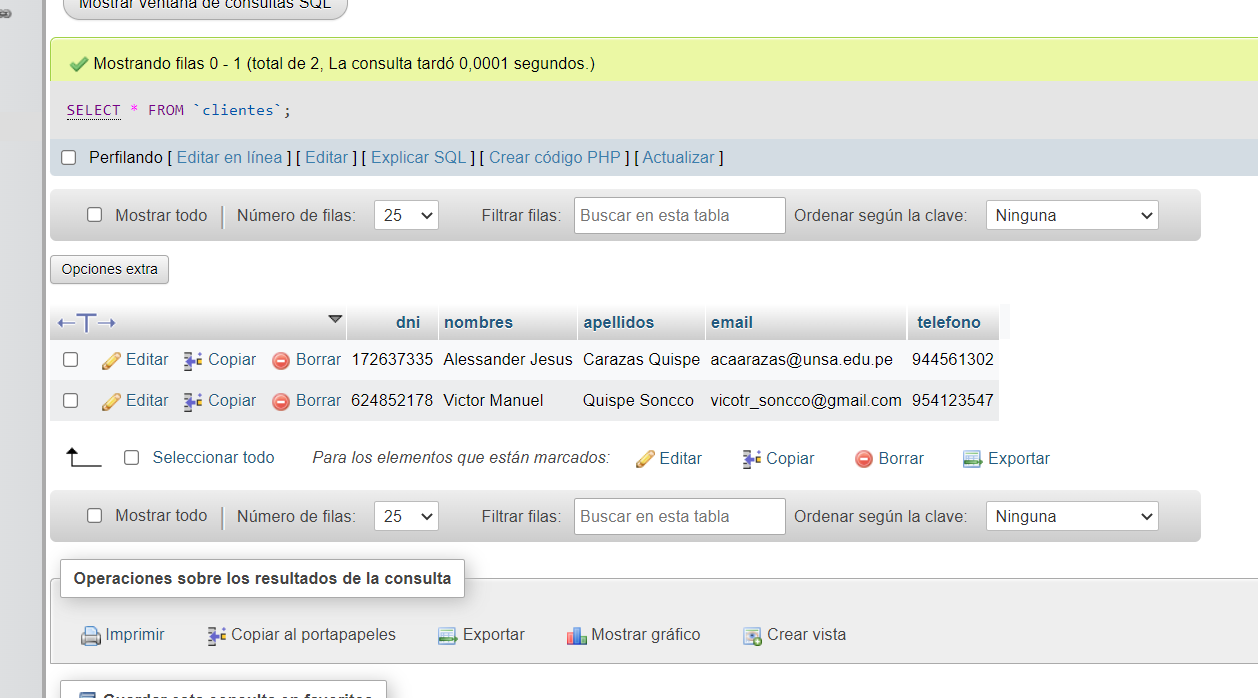 Mostrar ventana de consultas SQL
Mostrando filas 0 - 1 (total de 2, La consulta tardó 0,0001 segundos.)
SELECT * FROM `clientes`;
Perfilando [ Editar en línea ] [ Editar ] [ Explicar SQL ] [ Crear código PHP ] [ Actualizar ]
Mostrar todo Número de filas: 25 Filtrar filas: Buscar en esta tabla Ordenar según la clave: Ninguna
Opciones extra
←T→ dni nombres apellidos email telefono
Editar Copiar Borrar 172637335 Alessander Jesus Carazas Quispe acaarazas@unsa.edu.pe 944561302
Editar Copiar Borrar 624852178 Victor Manuel Quispe Soncco vicotr_soncco@gmail.com 954123547
Seleccionar todo Para los elementos que están marcados: Editar Copiar Borrar Exportar
Mostrar todo Número de filas: 25 Filtrar filas: Buscar en esta tabla Ordenar según la clave: Ninguna
Operaciones sobre los resultados de la consulta
Imprimir Copiar al portapapeles Exportar Mostrar gráfico Crear vista
Guardar esta consulta en favoritos